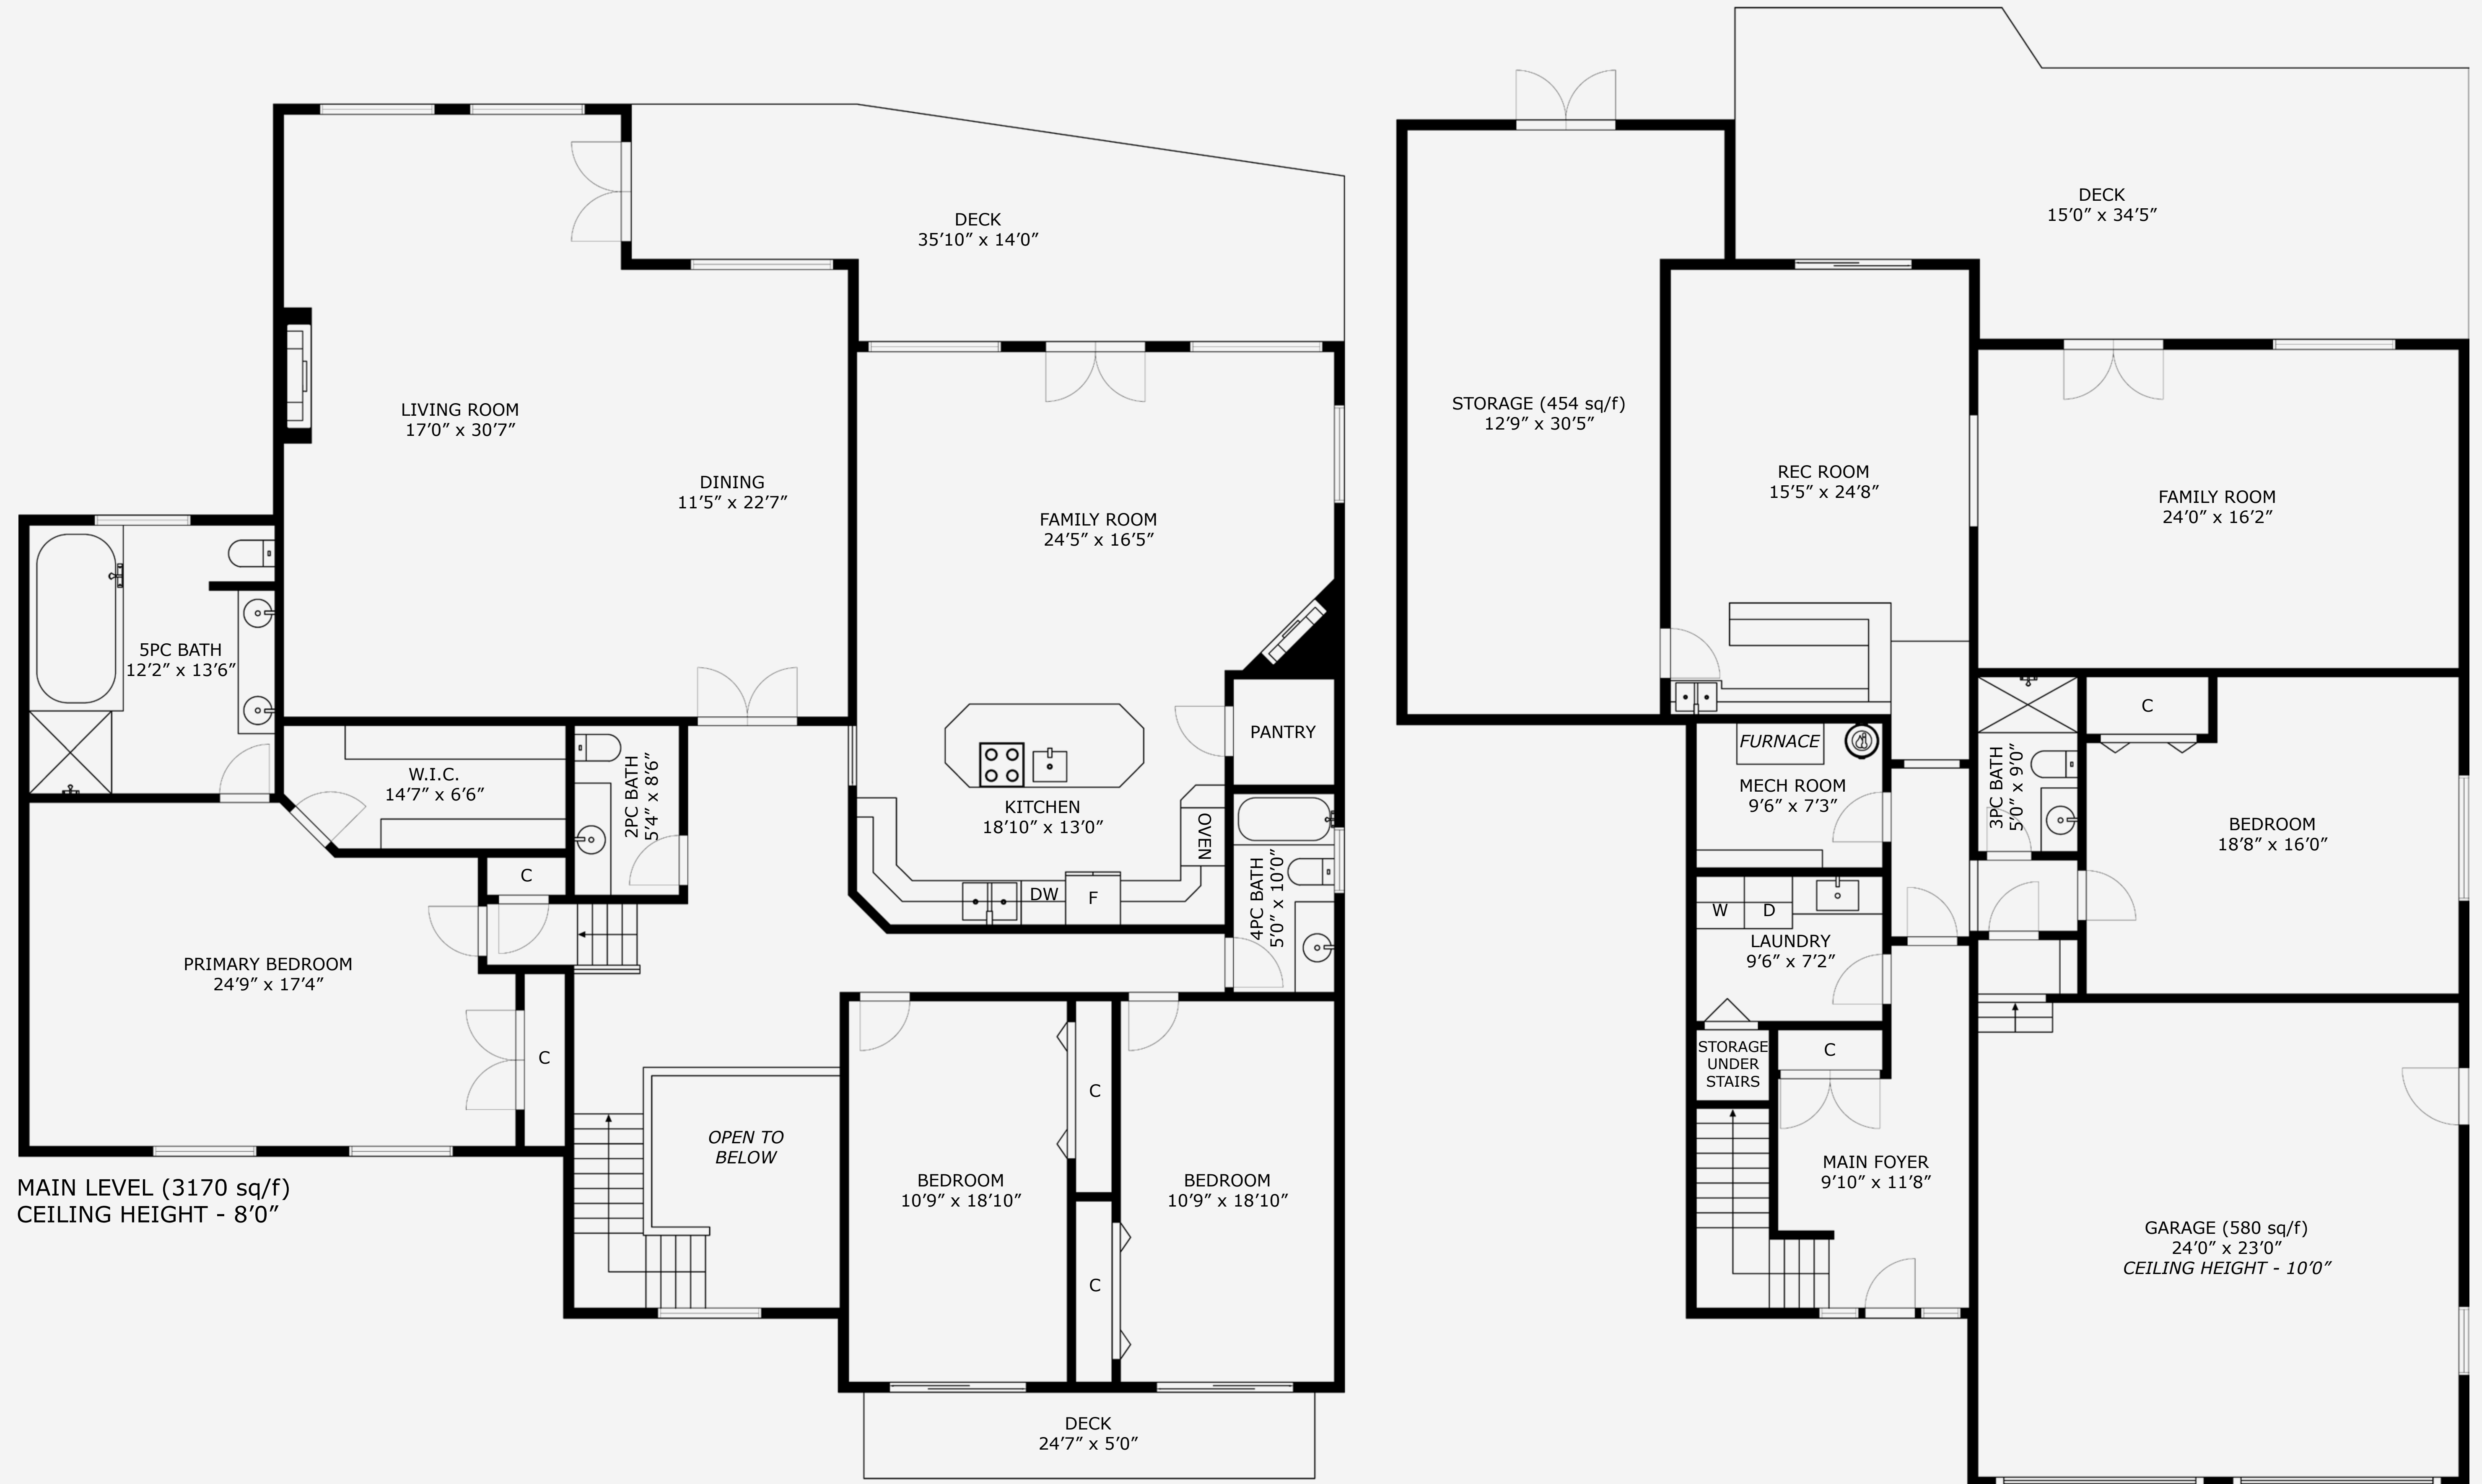 DECK
35′10″ x 14′0″
LIVING ROOM
17′0″ x 30′7″
DINING
11′5″ x 22′7″
FAMILY ROOM
24′5″ x 16′5″
5PC BATH
12′2″ x 13′6″
W.I.C.
14′7″ x 6′6″
2PC BATH
5′4″ x 8′6″
PANTRY
KITCHEN
18′10″ x 13′0″
OVEN
DW
F
4PC BATH
5′0″ x 10′0″
C
PRIMARY BEDROOM
24′9″ x 17′4″
C
OPEN TO
BELOW
C
BEDROOM
10′9″ x 18′10″
BEDROOM
10′9″ x 18′10″
C
DECK
24′7″ x 5′0″
MAIN LEVEL (3170 sq/f)
CEILING HEIGHT - 8′0″
DECK
15′0″ x 34′5″
STORAGE (454 sq/f)
12′9″ x 30′5″
REC ROOM
15′5″ x 24′8″
FAMILY ROOM
24′0″ x 16′2″
C
FURNACE
MECH ROOM
9′6″ x 7′3″
3PC BATH
5′0″ x 9′0″
BEDROOM
18′8″ x 16′0″
W
D
LAUNDRY
9′6″ x 7′2″
STORAGE
UNDER
STAIRS
C
MAIN FOYER
9′10″ x 11′8″
GARAGE (580 sq/f)
24′0″ x 23′0″
CEILING HEIGHT - 10′0″